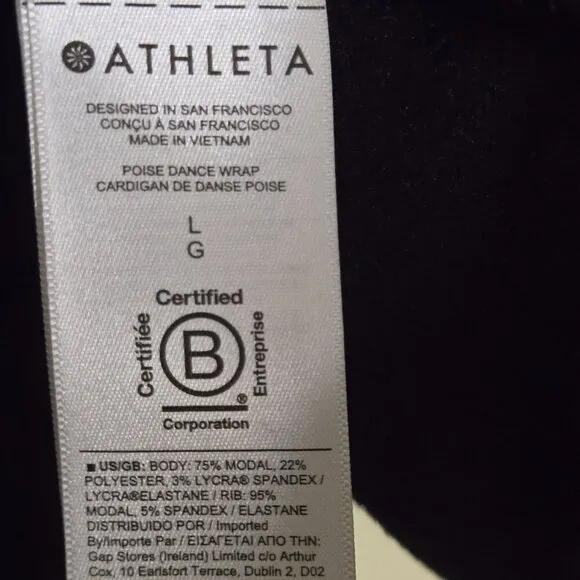 ATHLETA
DESIGNED IN SAN FRANCISCO
CONÇU À SAN FRANCISCO
MADE IN VIETNAM
POISE DANCE WRAP
CARDIGAN DE DANSE POISE
L
G
Certified
Certifiée
B
Entreprise
®
Corporation
■ US/GB: BODY: 75% MODAL, 22%
POLYESTER, 3% LYCRA® SPANDEX /
LYCRA®ELASTANE / RIB: 95%
MODAL, 5% SPANDEX / ELASTANE
DISTRIBUIDO POR / Imported
By/Importe Par / ΕΙΣΑΓΕΤΑΙ ΑΠΟ ΤΗΝ:
Gap Stores (Ireland) Limited c/o Arthur
Cox, 10 Earlsfort Terrace, Dublin 2, D02